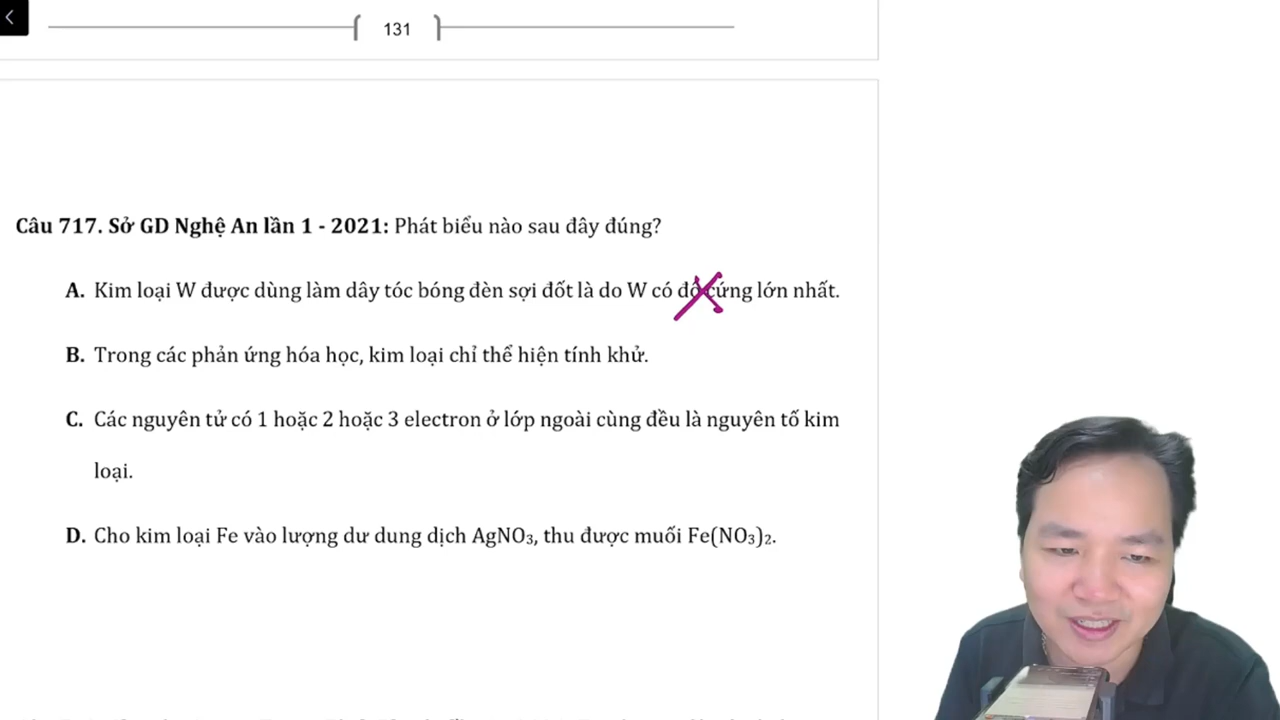 131
Câu 717. Sở GD Nghệ An lần 1 - 2021: Phát biểu nào sau đây đúng?
A. Kim loại W được dùng làm dây tóc bóng đèn sợi đốt là do W có độ cứng lớn nhất.
B. Trong các phản ứng hóa học, kim loại chỉ thể hiện tính khử.
C. Các nguyên tử có 1 hoặc 2 hoặc 3 electron ở lớp ngoài cùng đều là nguyên tố kim
loại.
D. Cho kim loại Fe vào lượng dư dung dịch AgNO₃, thu được muối Fe(NO₃)₂.